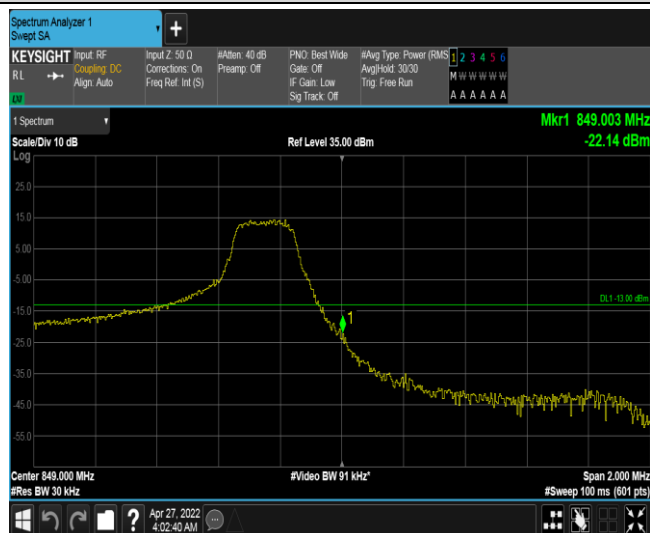 Spectrum Analyzer 1
Swept SA
+
KEYSIGHT Input: RF Input Z: 50 Ω #Atten: 40 dB PNO: Best Wide #Avg Type: Power (RMS 1 2 3 4 5 6
RL Coupling: DC Corrections: On Preamp: Off Gate: Off Avg|Hold: 30/30 M W W W W W
Align: Auto Freq Ref: Int (S) IF Gain: Low Trig: Free Run
Sig Track: Off A A A A A A
1 Spectrum Mkr1 849.003 MHz
Scale/Div 10 dB Ref Level 35.00 dBm -22.14 dBm
Log
25.0
15.0
5.00
-5.00
DL1 -13.00 dBm
-15.0
1
-25.0
-35.0
-45.0
-55.0
Center 849.000 MHz #Video BW 91 kHz* Span 2.000 MHz
#Res BW 30 kHz #Sweep 100 ms (601 pts)
? Apr 27, 2022
4:02:40 AM